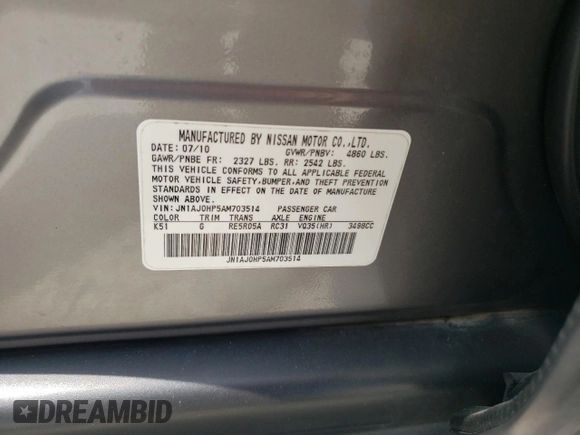 MANUFACTURED BY NISSAN MOTOR CO.,LTD.
DATE: 07/10 GVWR/PNBV: 4860 LBS.
GAWR/PNBE FR: 2327 LBS. RR: 2542 LBS.
THIS VEHICLE CONFORMS TO ALL APPLICABLE FEDERAL
MOTOR VEHICLE SAFETY,BUMPER,AND THEFT PREVENTION
STANDARDS IN EFFECT ON THE DATE OF MANUFACTURE
SHOWN ABOVE.
VIN: JN1AJ0HP5AM703514 PASSENGER CAR
COLOR TRIM TRANS AXLE ENGINE
K51 G RE5R05A RC31 VQ35(HR) 3498CC
JN1AJ0HP5AM703514
DREAMBID